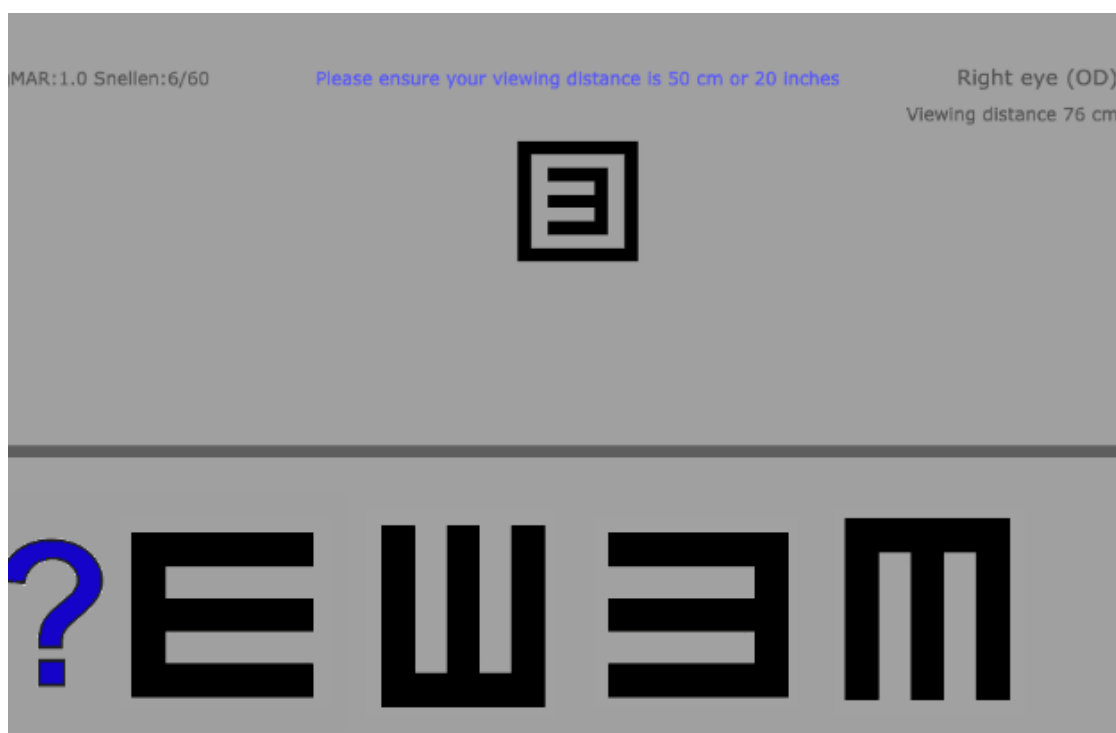 MAR:1.0 Snellen:6/60
Please ensure your viewing distance is 50 cm or 20 inches
Right eye (OD)
Viewing distance 76 cm
E
? E E E E